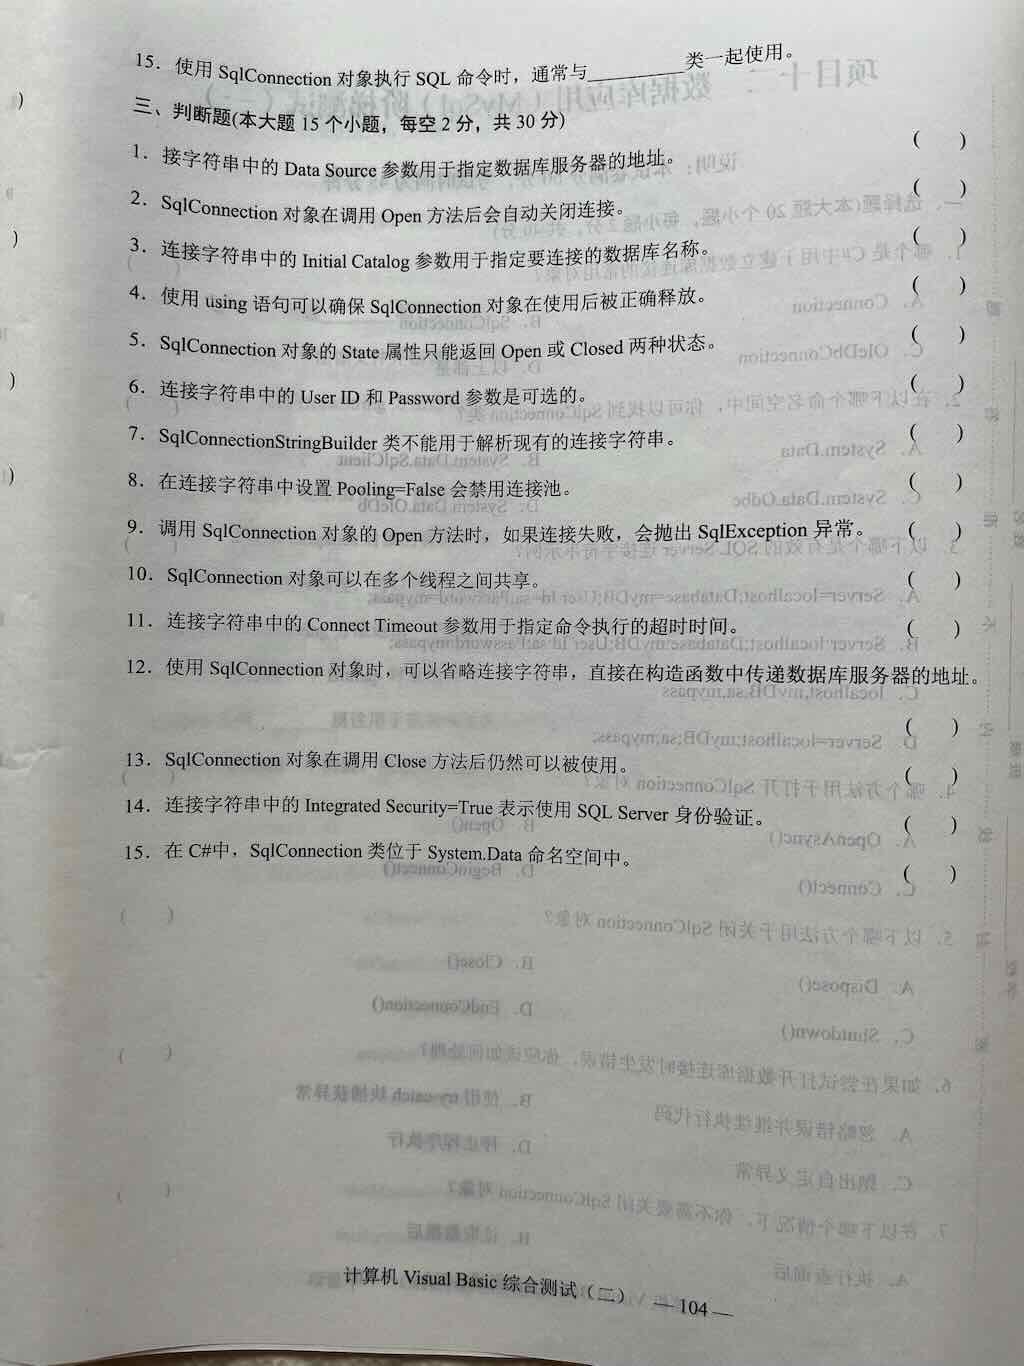 15. 使用 SqlConnection 对象执行 SQL 命令时，通常与________类一起使用。
三、判断题(本大题 15 个小题，每空 2 分，共 30 分)
1. 接字符串中的 Data Source 参数用于指定数据库服务器的地址。 ( )
2. SqlConnection 对象在调用 Open 方法后会自动关闭连接。 ( )
3. 连接字符串中的 Initial Catalog 参数用于指定要连接的数据库名称。 ( )
4. 使用 using 语句可以确保 SqlConnection 对象在使用后被正确释放。 ( )
5. SqlConnection 对象的 State 属性只能返回 Open 或 Closed 两种状态。 ( )
6. 连接字符串中的 User ID 和 Password 参数是可选的。 ( )
7. SqlConnectionStringBuilder 类不能用于解析现有的连接字符串。 ( )
8. 在连接字符串中设置 Pooling=False 会禁用连接池。 ( )
9. 调用 SqlConnection 对象的 Open 方法时，如果连接失败，会抛出 SqlException 异常。 ( )
10. SqlConnection 对象可以在多个线程之间共享。 ( )
11. 连接字符串中的 Connect Timeout 参数用于指定命令执行的超时时间。 ( )
12. 使用 SqlConnection 对象时，可以省略连接字符串，直接在构造函数中传递数据库服务器的地址。
( )
13. SqlConnection 对象在调用 Close 方法后仍然可以被使用。 ( )
14. 连接字符串中的 Integrated Security=True 表示使用 SQL Server 身份验证。 ( )
15. 在 C#中，SqlConnection 类位于 System.Data 命名空间中。 ( )
计算机 Visual Basic 综合测试（二） — 104 —